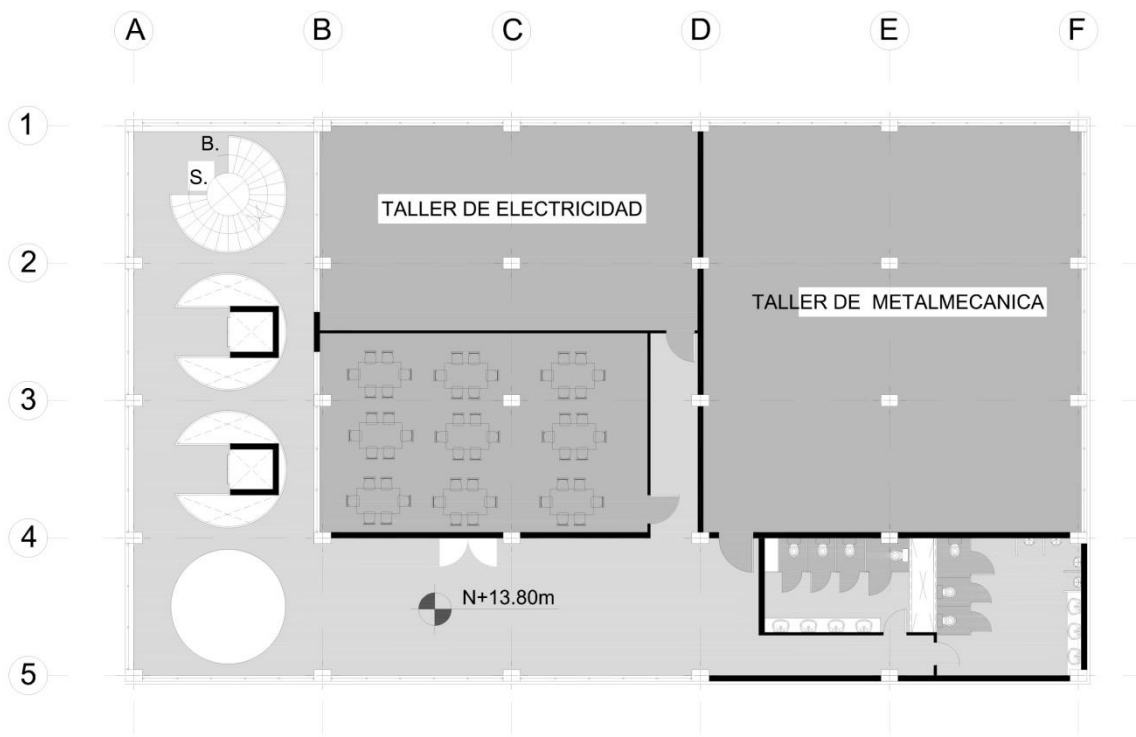 A B C D E F
1
B.
S.
TALLER DE ELECTRICIDAD
2
TALLER DE METALMECANICA
3
4
N+13.80m
5